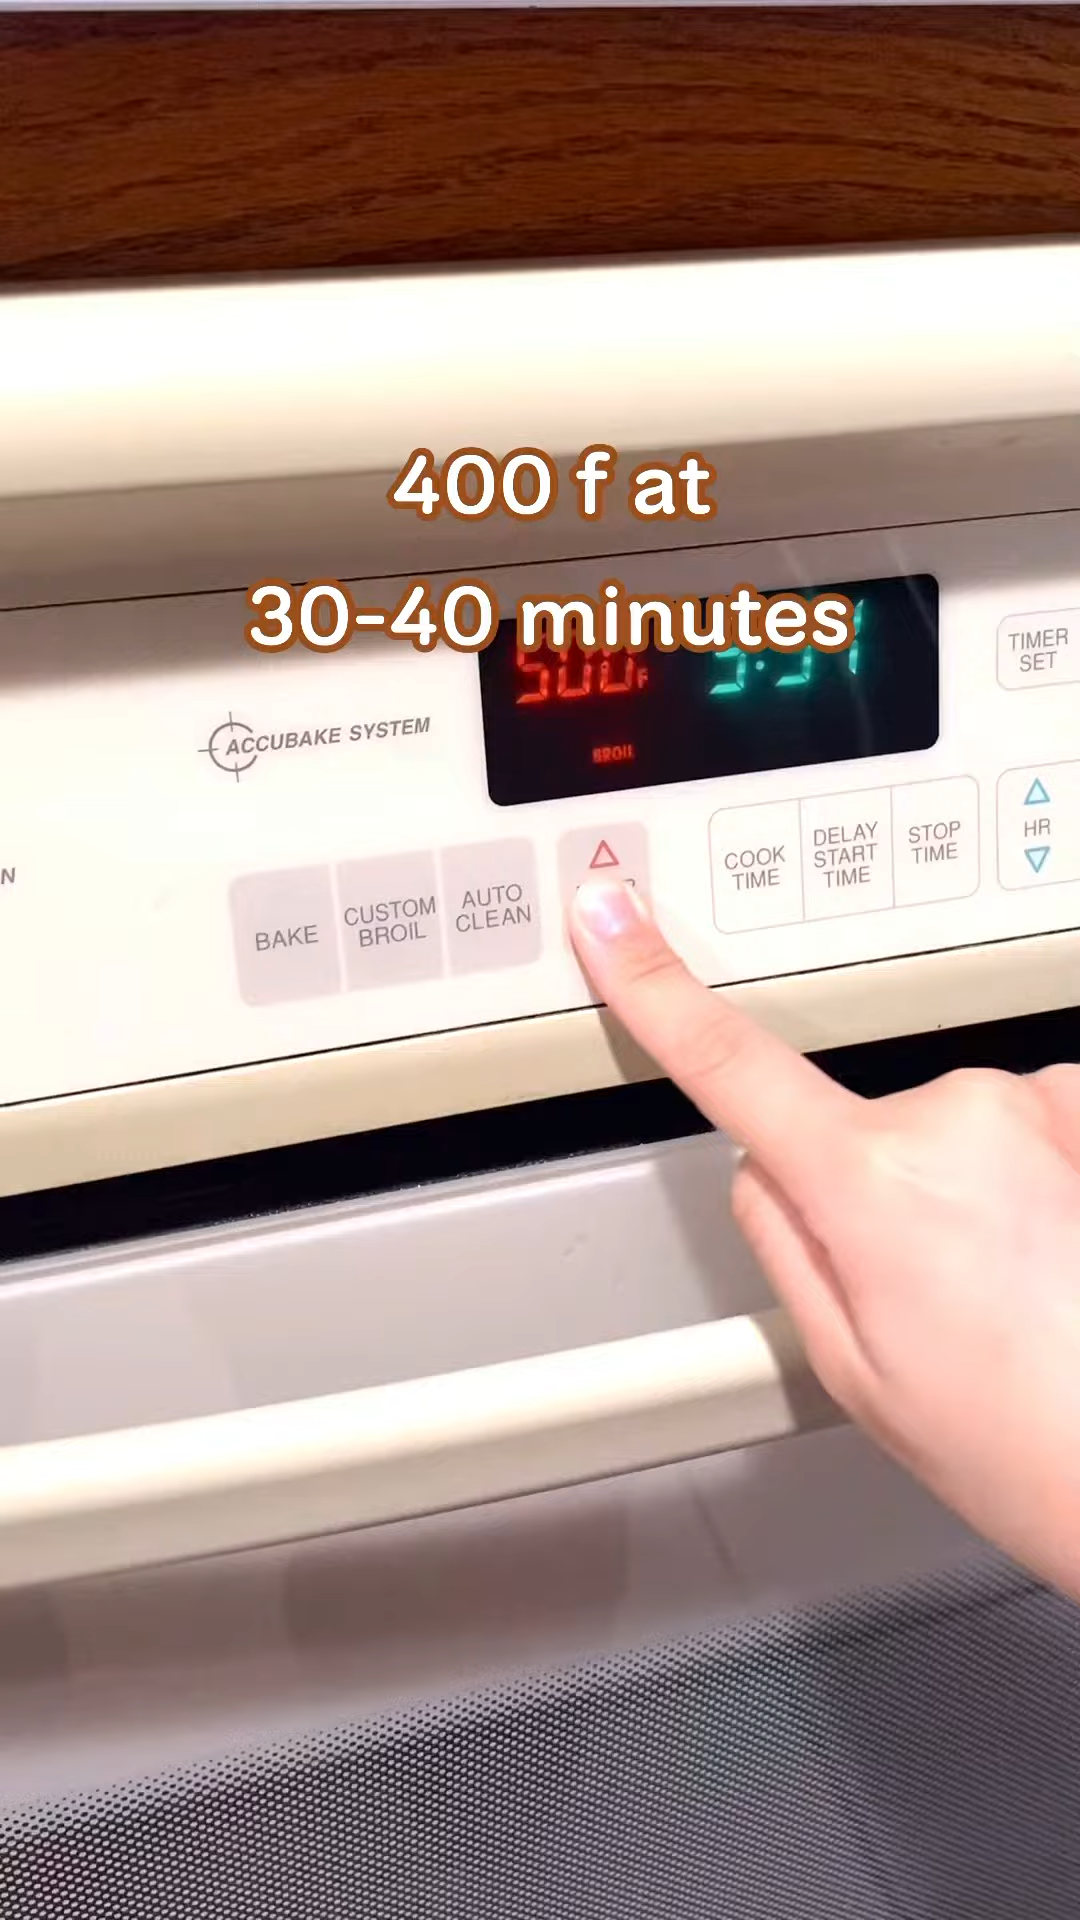 400 f at
30-40 minutes
500F
BROIL
ACCUBAKE SYSTEM
TIMER
SET
N
BAKE
CUSTOM
BROIL
AUTO
CLEAN
COOK
TIME
DELAY
START
TIME
STOP
TIME
HR